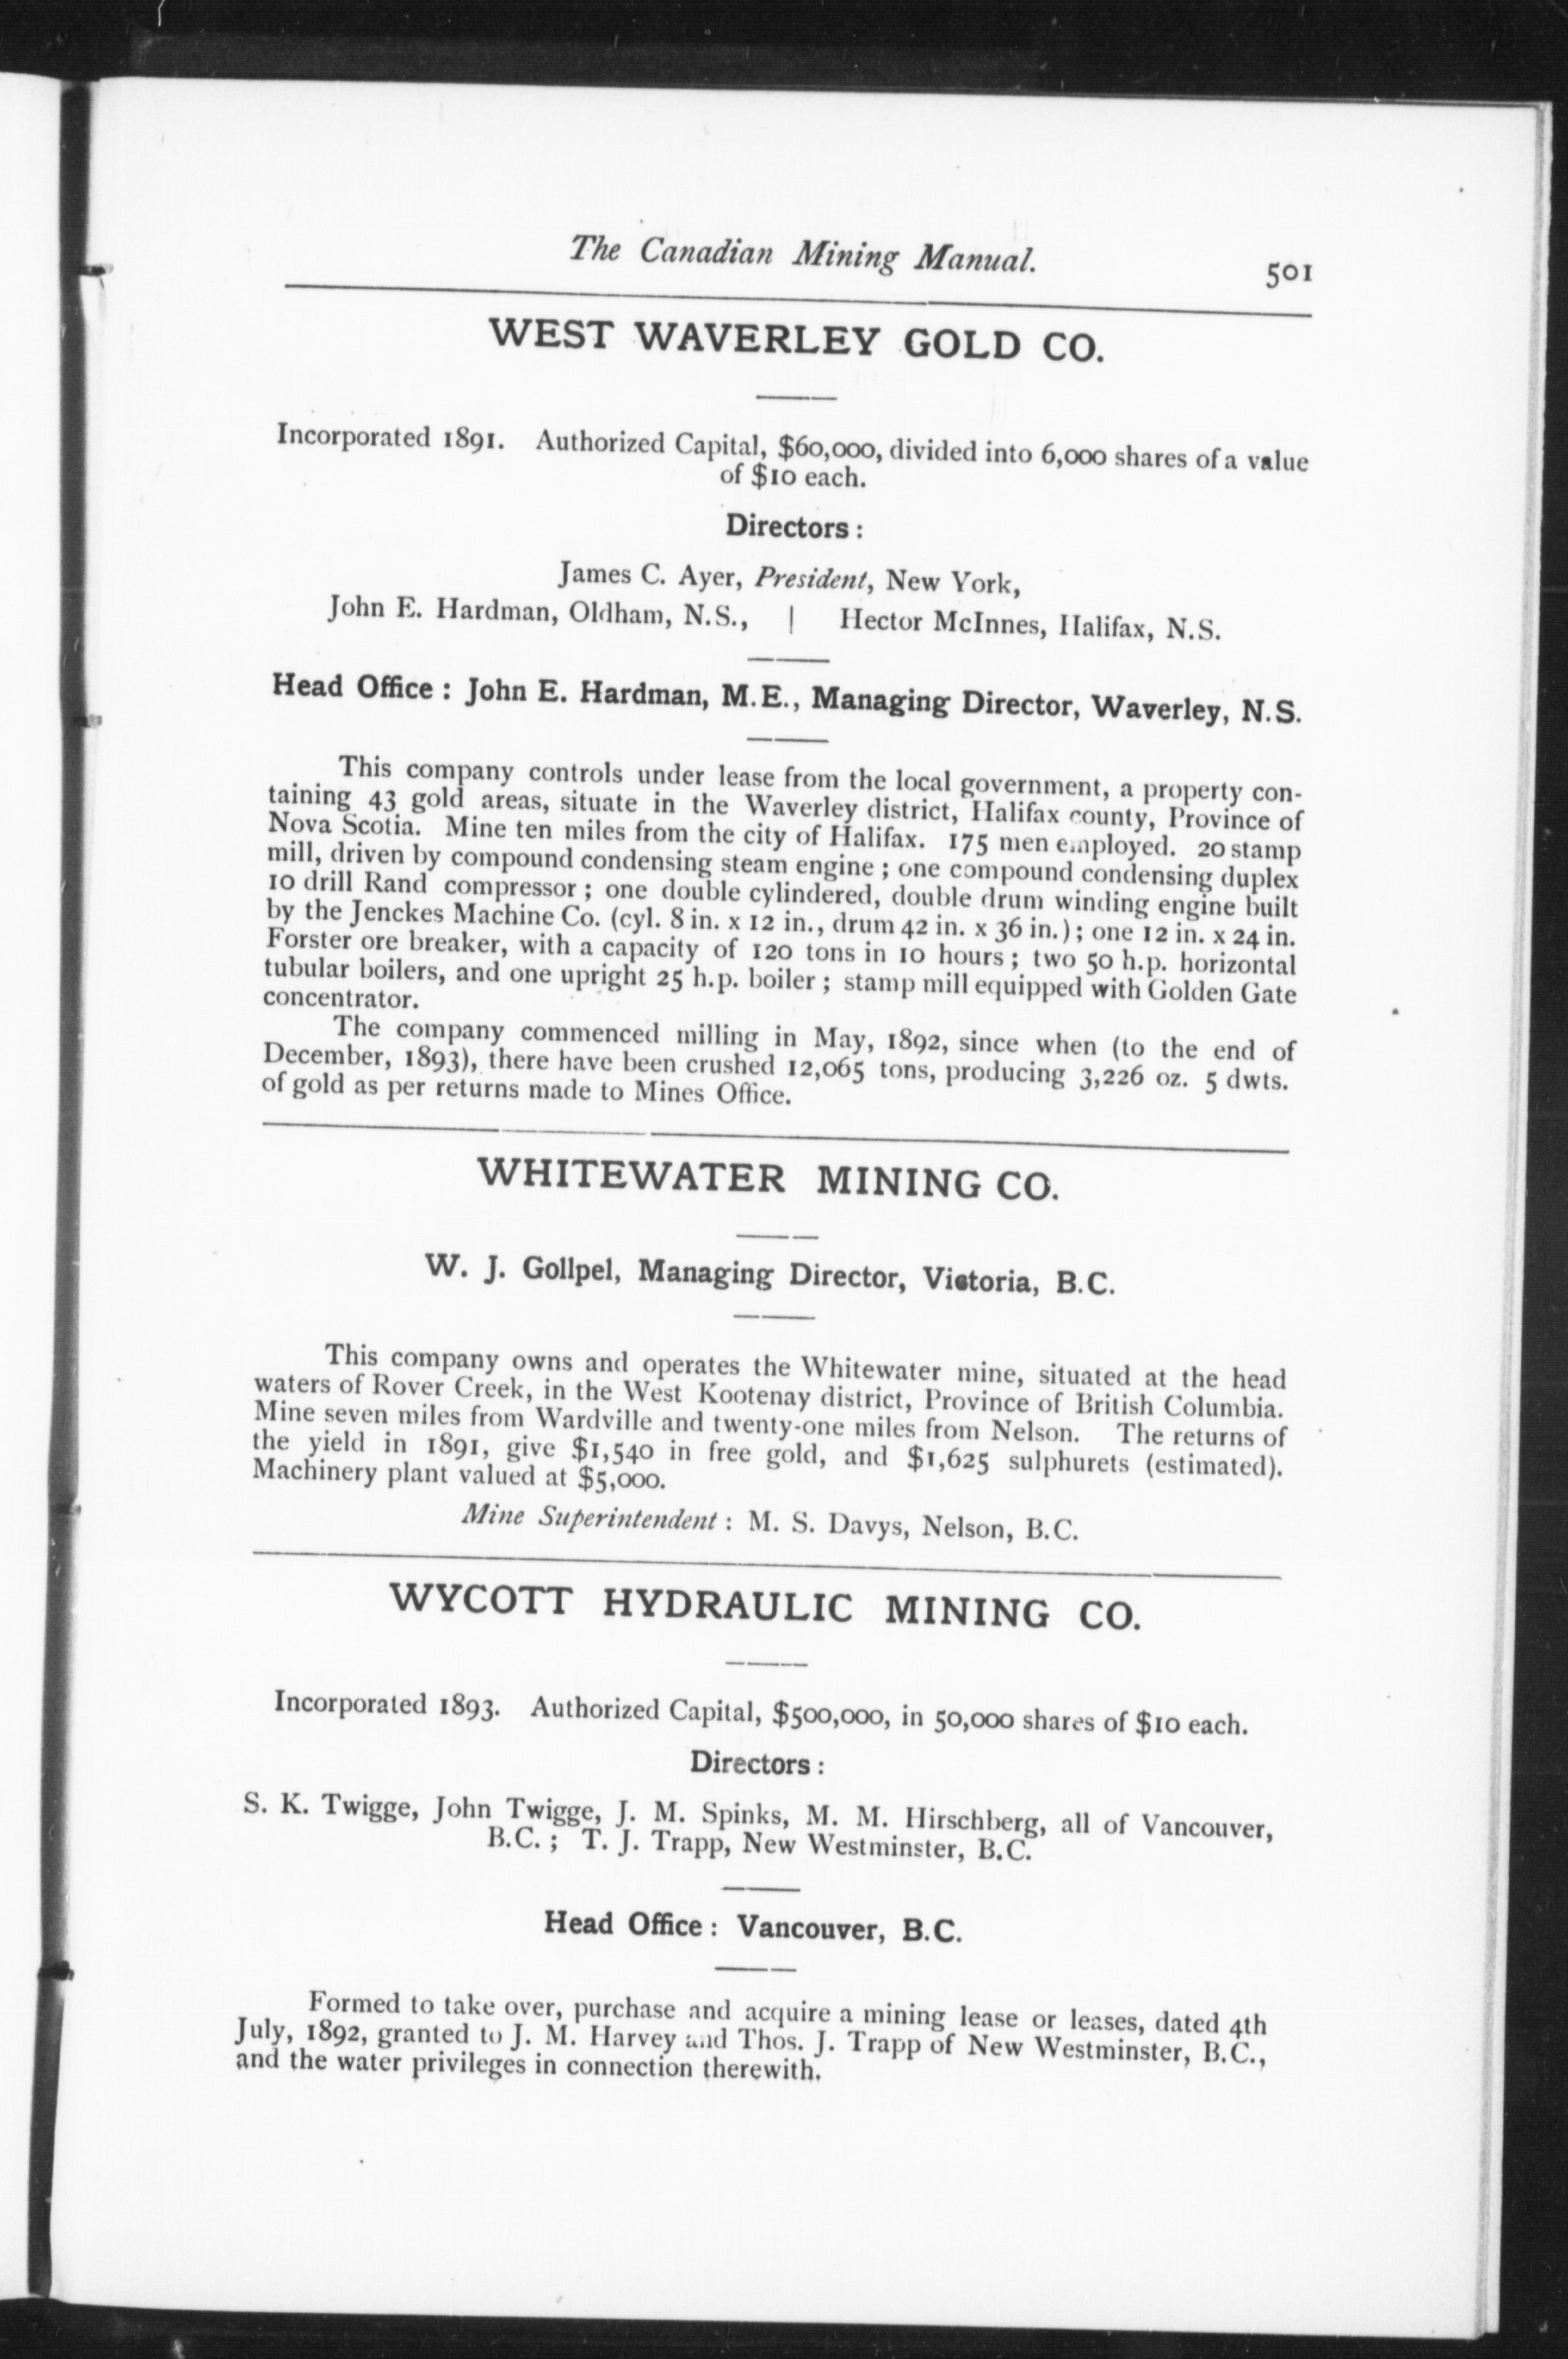 The Canadian Mining Manual. 501
WEST WAVERLEY GOLD CO.
Incorporated 1891. Authorized Capital, $60,000, divided into 6,000 shares of a value
of $10 each.
Directors :
James C. Ayer, President, New York,
John E. Hardman, Oldham, N.S., | Hector McInnes, Halifax, N.S.
Head Office : John E. Hardman, M.E., Managing Director, Waverley, N.S.
This company controls under lease from the local government, a property con-
taining 43 gold areas, situate in the Waverley district, Halifax county, Province of
Nova Scotia. Mine ten miles from the city of Halifax. 175 men employed. 20 stamp
mill, driven by compound condensing steam engine ; one compound condensing duplex
10 drill Rand compressor ; one double cylindered, double drum winding engine built
by the Jenckes Machine Co. (cyl. 8 in. x 12 in., drum 42 in. x 36 in.) ; one 12 in. x 24 in.
Forster ore breaker, with a capacity of 120 tons in 10 hours ; two 50 h.p. horizontal
tubular boilers, and one upright 25 h.p. boiler ; stamp mill equipped with Golden Gate
concentrator.
The company commenced milling in May, 1892, since when (to the end of
December, 1893), there have been crushed 12,065 tons, producing 3,226 oz. 5 dwts.
of gold as per returns made to Mines Office.
WHITEWATER MINING CO.
W. J. Gollpel, Managing Director, Victoria, B.C.
This company owns and operates the Whitewater mine, situated at the head
waters of Rover Creek, in the West Kootenay district, Province of British Columbia.
Mine seven miles from Wardville and twenty-one miles from Nelson. The returns of
the yield in 1891, give $1,540 in free gold, and $1,625 sulphurets (estimated).
Machinery plant valued at $5,000.
Mine Superintendent : M. S. Davys, Nelson, B.C.
WYCOTT HYDRAULIC MINING CO.
Incorporated 1893. Authorized Capital, $500,000, in 50,000 shares of $10 each.
Directors :
S. K. Twigge, John Twigge, J. M. Spinks, M. M. Hirschberg, all of Vancouver,
B.C. ; T. J. Trapp, New Westminster, B.C.
Head Office : Vancouver, B.C.
Formed to take over, purchase and acquire a mining lease or leases, dated 4th
July, 1892, granted to J. M. Harvey and Thos. J. Trapp of New Westminster, B.C.,
and the water privileges in connection therewith.